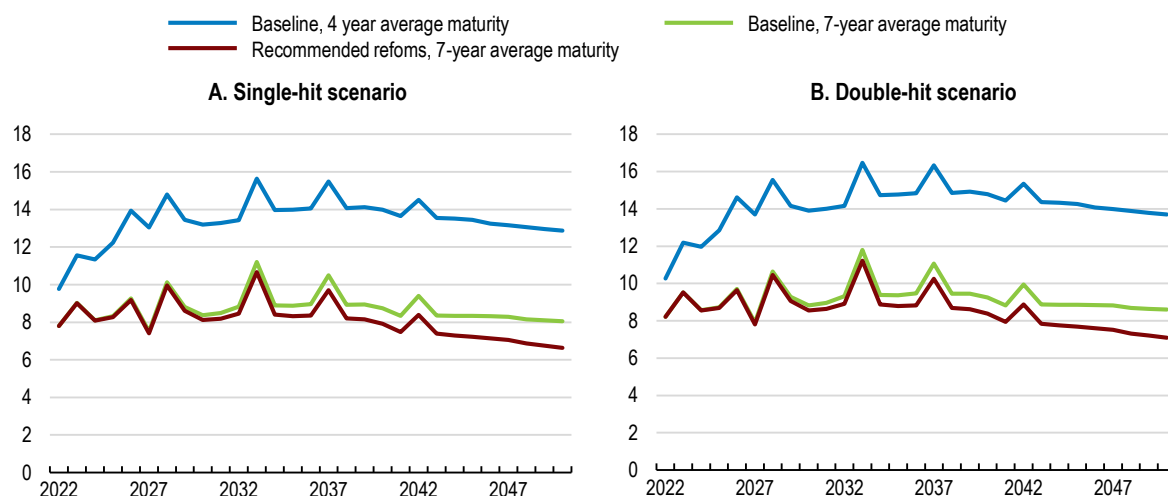 Baseline, 4 year average maturity
Baseline, 7-year average maturity
Recommended refoms, 7-year average maturity
A. Single-hit scenario
18
16
14
12
10
8
6
4
2
0
2022 2027 2032 2037 2042 2047
B. Double-hit scenario
18
16
14
12
10
8
6
4
2
0
2022 2027 2032 2037 2042 2047